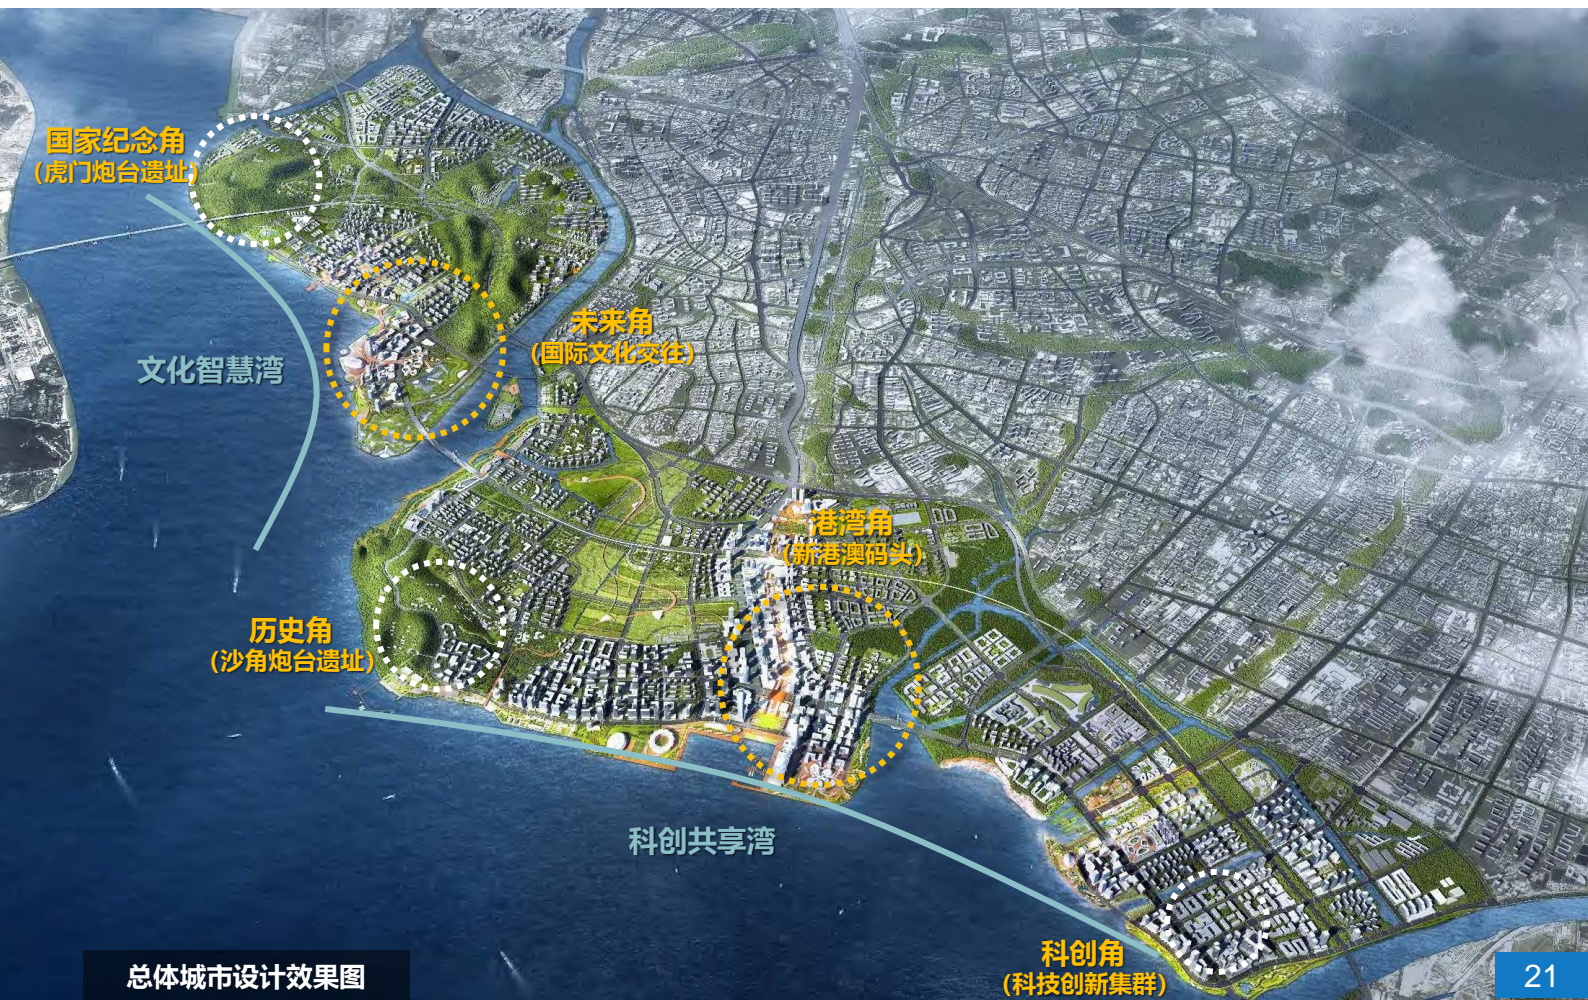 国家纪念角
(虎门炮台遗址)
未来角
(国际文化交往)
文化智慧湾
港湾角
(新港澳码头)
历史角
(沙角炮台遗址)
科创共享湾
科创角
(科技创新集群)
总体城市设计效果图
21